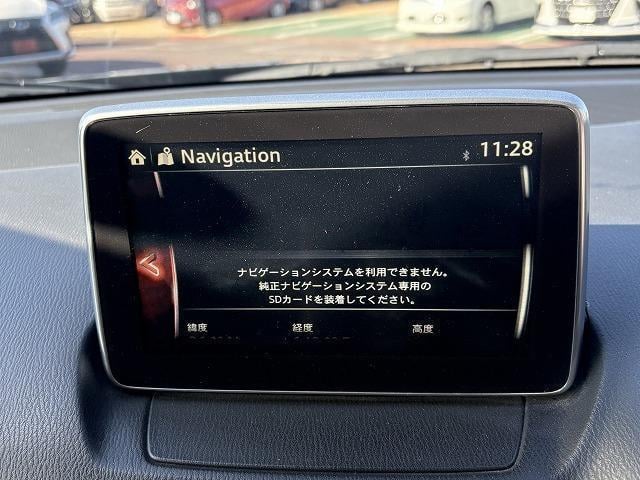 Navigation
11:28
ナビゲーションシステムを利用できません。
純正ナビゲーションシステム専用の
SDカードを装着してください。
緯度 経度 高度